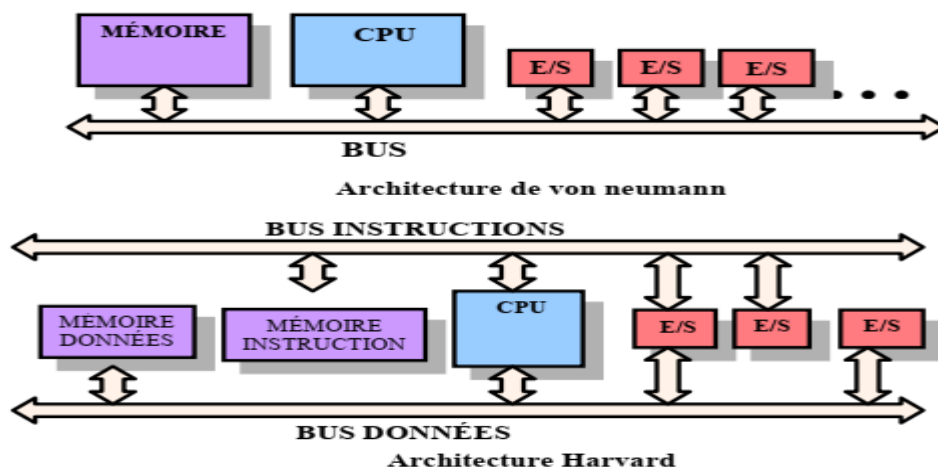 MÉMOIRE CPU E/S E/S E/S
BUS
Architecture de von neumann
BUS INSTRUCTIONS
MÉMOIRE
DONNÉES
MÉMOIRE
INSTRUCTION
CPU
E/S E/S E/S
BUS DONNÉES
Architecture Harvard